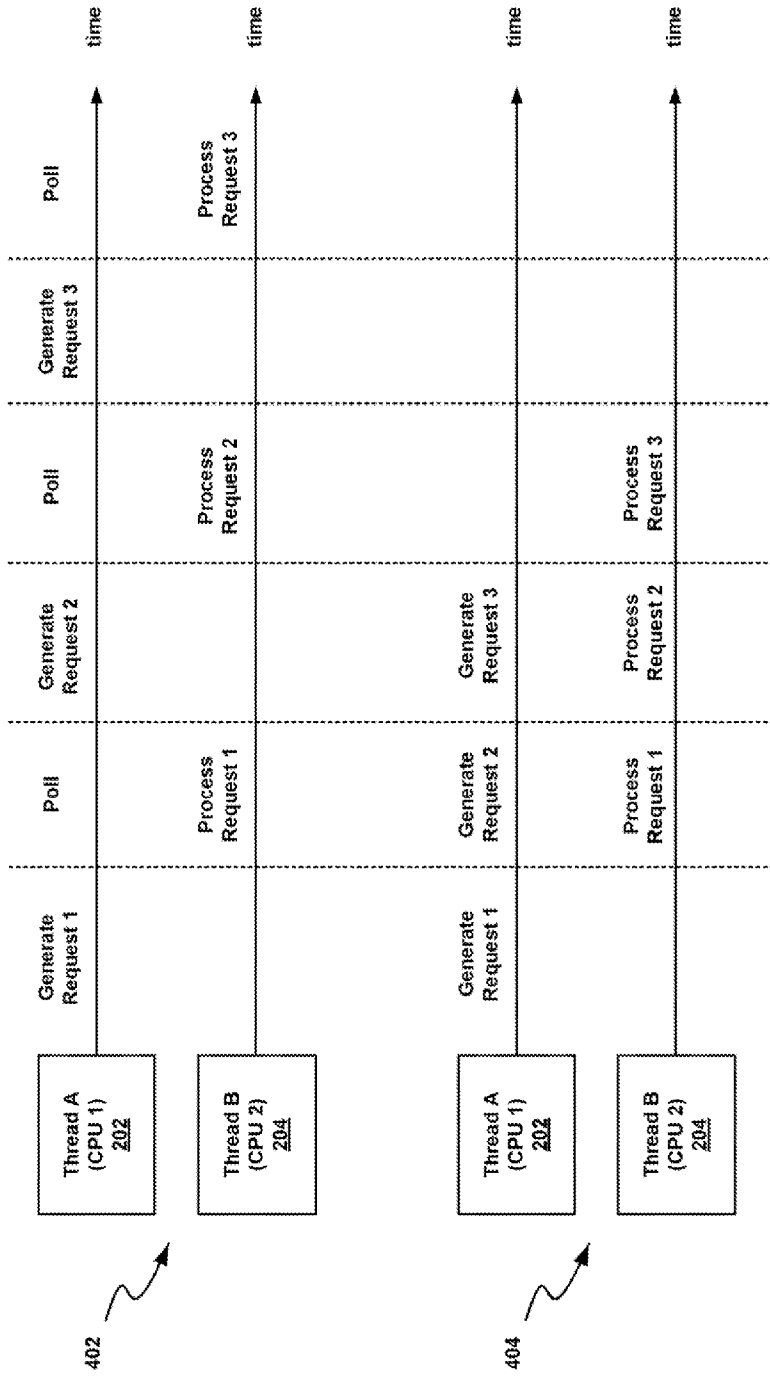 402
Thread A
(CPU 1)
202
Generate
Request 1
Poll
Generate
Request 2
Poll
Generate
Request 3
Poll
time
Thread B
(CPU 2)
204
Process
Request 1
Process
Request 2
Process
Request 3
time
404
Thread A
(CPU 1)
202
Generate
Request 1
Generate
Request 2
Generate
Request 3
time
Thread B
(CPU 2)
204
Process
Request 1
Process
Request 2
Process
Request 3
time